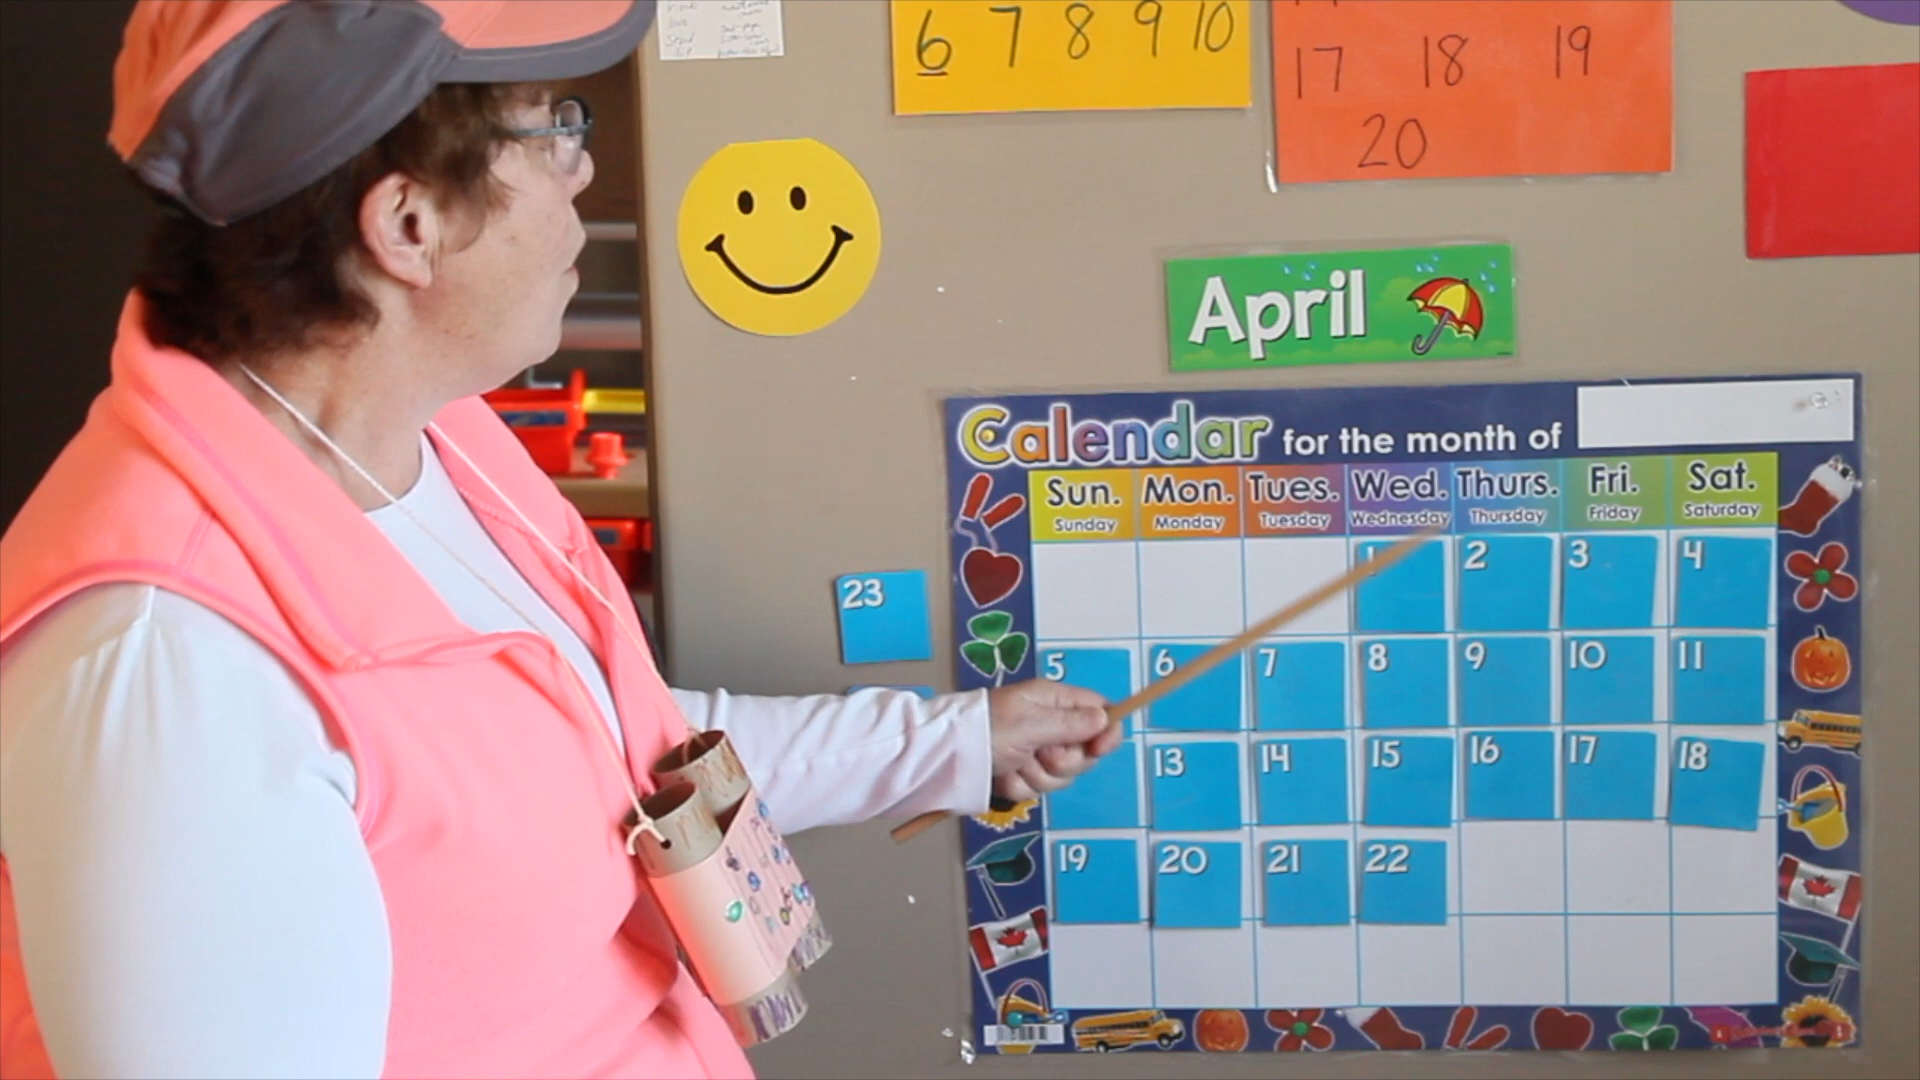 6 7 8 9 10
17 18 19
20
April
Calendar for the month of
Sun. Mon. Tues. Wed. Thurs. Fri. Sat.
Sunday Monday Tuesday Wednesday Thursday Friday Saturday
1 2 3 4
23
5 6 7 8 9 10 11
13 14 15 16 17 18
19 20 21 22